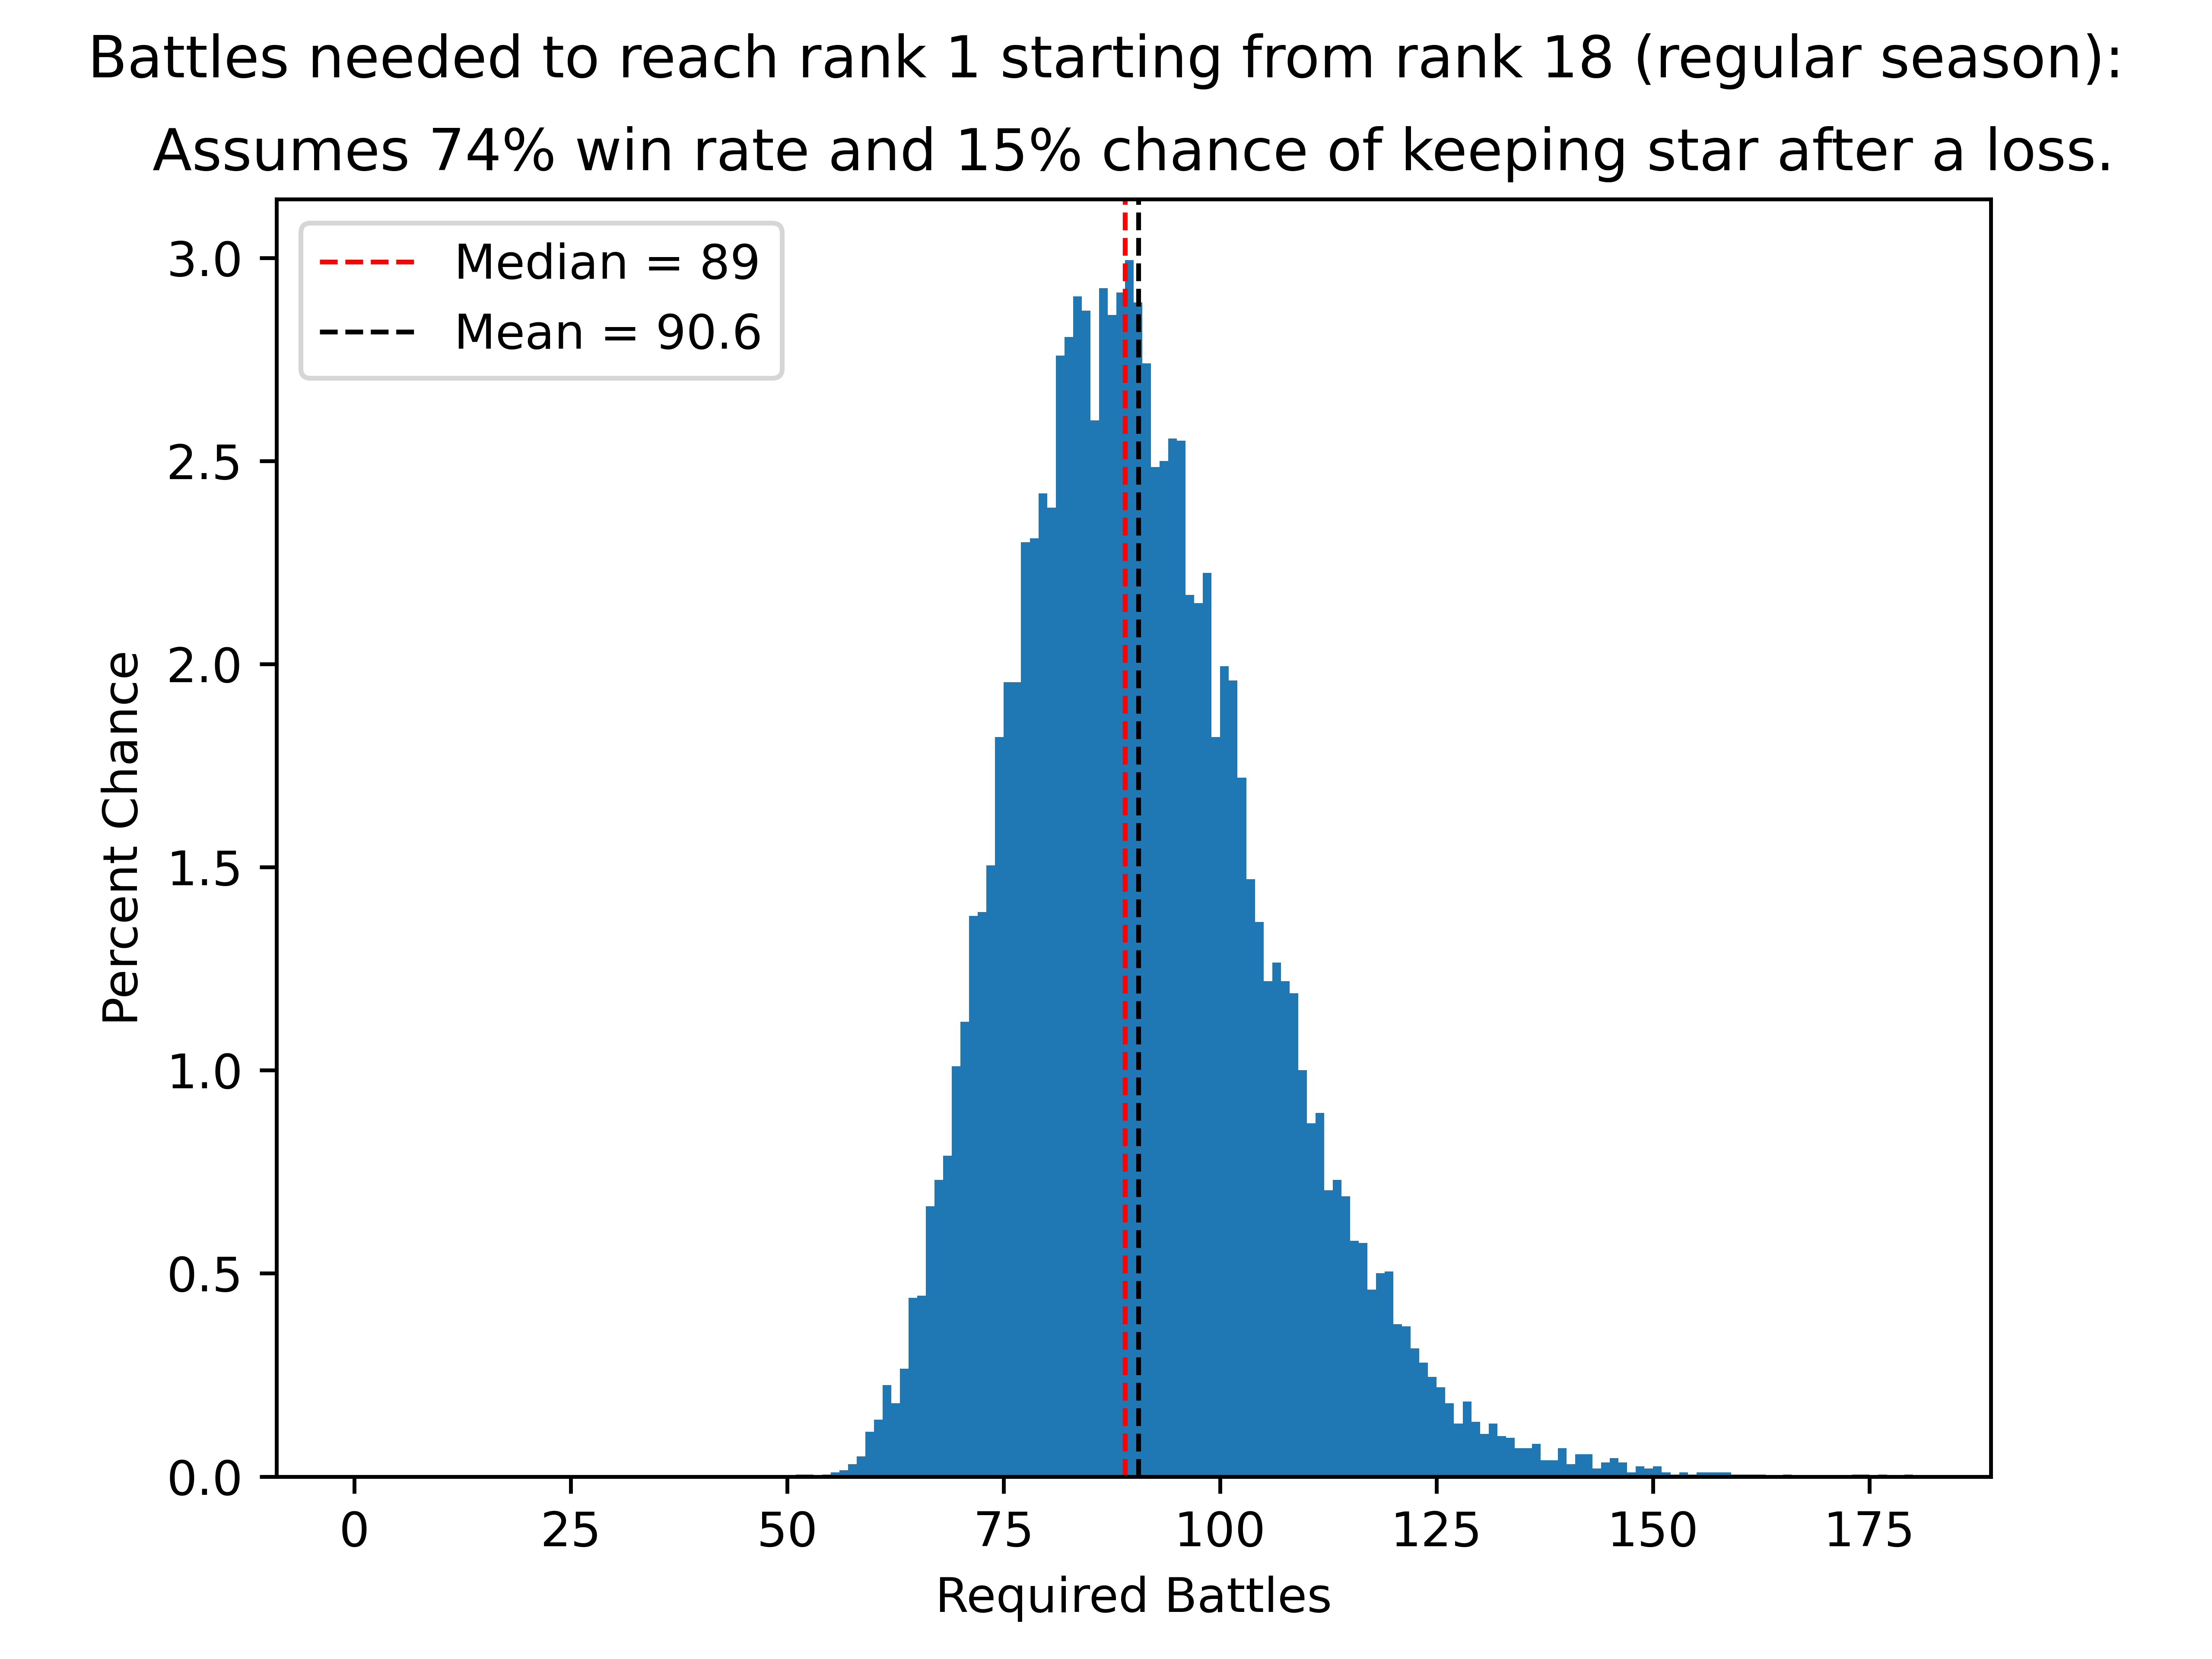 Battles needed to reach rank 1 starting from rank 18 (regular season):
Assumes 74% win rate and 15% chance of keeping star after a loss.
Median = 89
Mean = 90.6
3.0
2.5
2.0
1.5
1.0
0.5
0.0
Percent Chance
0 25 50 75 100 125 150 175
Required Battles